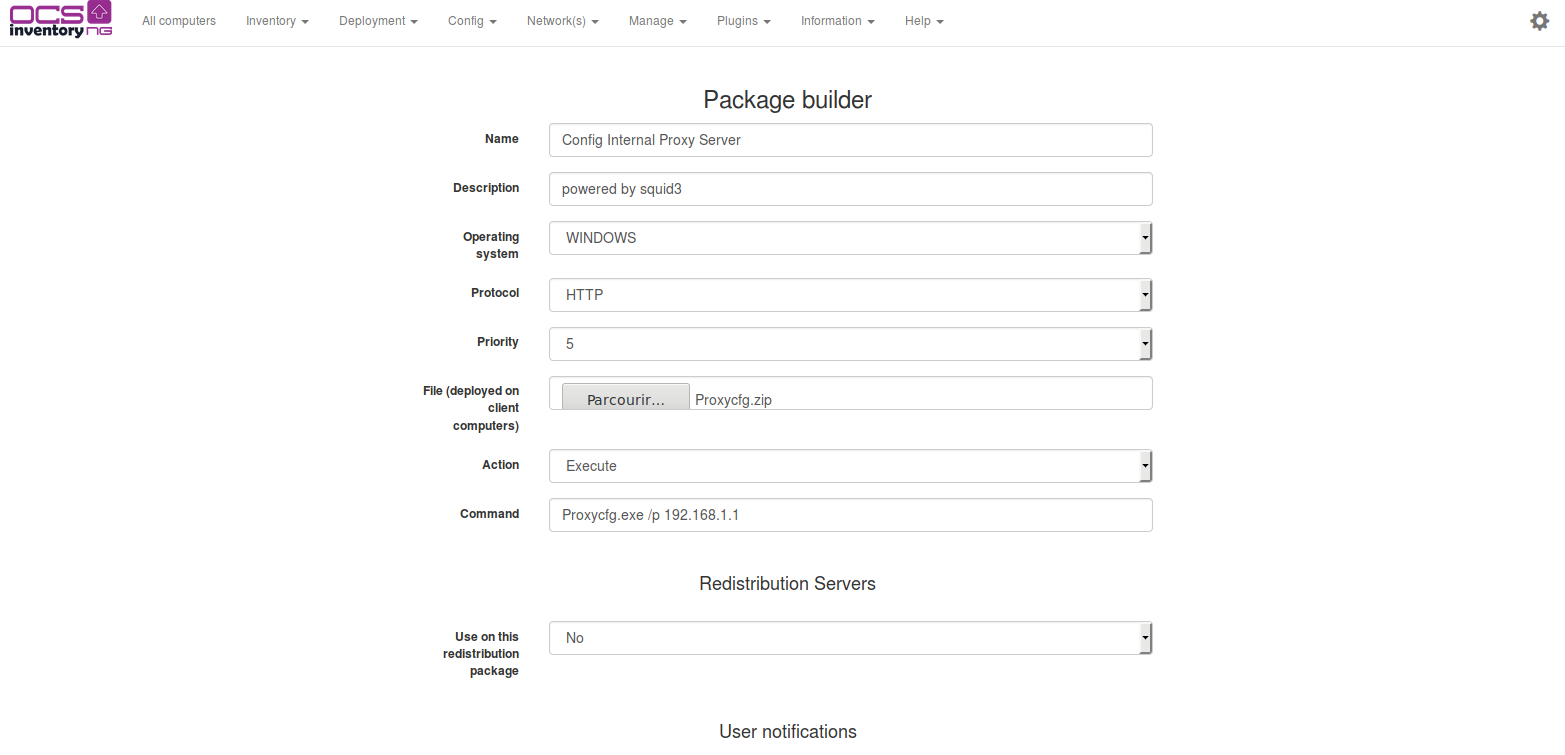 OCS inventory NG
All computers Inventory Deployment Config Network(s) Manage Plugins Information Help
Package builder
Name Config Internal Proxy Server
Description powered by squid3
Operating system WINDOWS
Protocol HTTP
Priority 5
File (deployed on client computers) Parcourir... Proxycfg.zip
Action Execute
Command Proxycfg.exe /p 192.168.1.1
Redistribution Servers
Use on this redistribution package No
User notifications